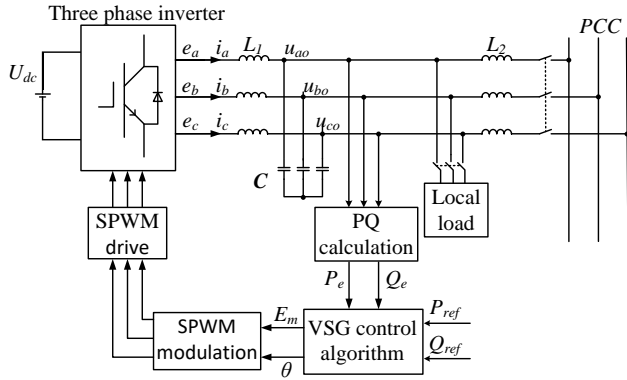 Three phase inverter
U_dc
e_a i_a L_1 u_ao L_2 PCC
e_b i_b u_bo
e_c i_c u_co
C
SPWM
drive
PQ
calculation
Local
load
P_e Q_e
SPWM
modulation
E_m
θ
VSG control
algorithm
P_ref
Q_ref